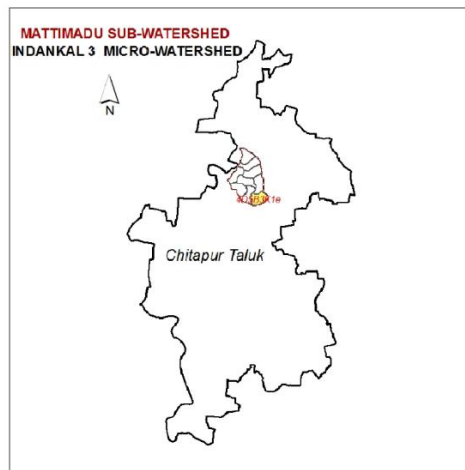 MATTIMADU SUB-WATERSHED
INDANKAL 3 MICRO-WATERSHED
N
Chitapur Taluk